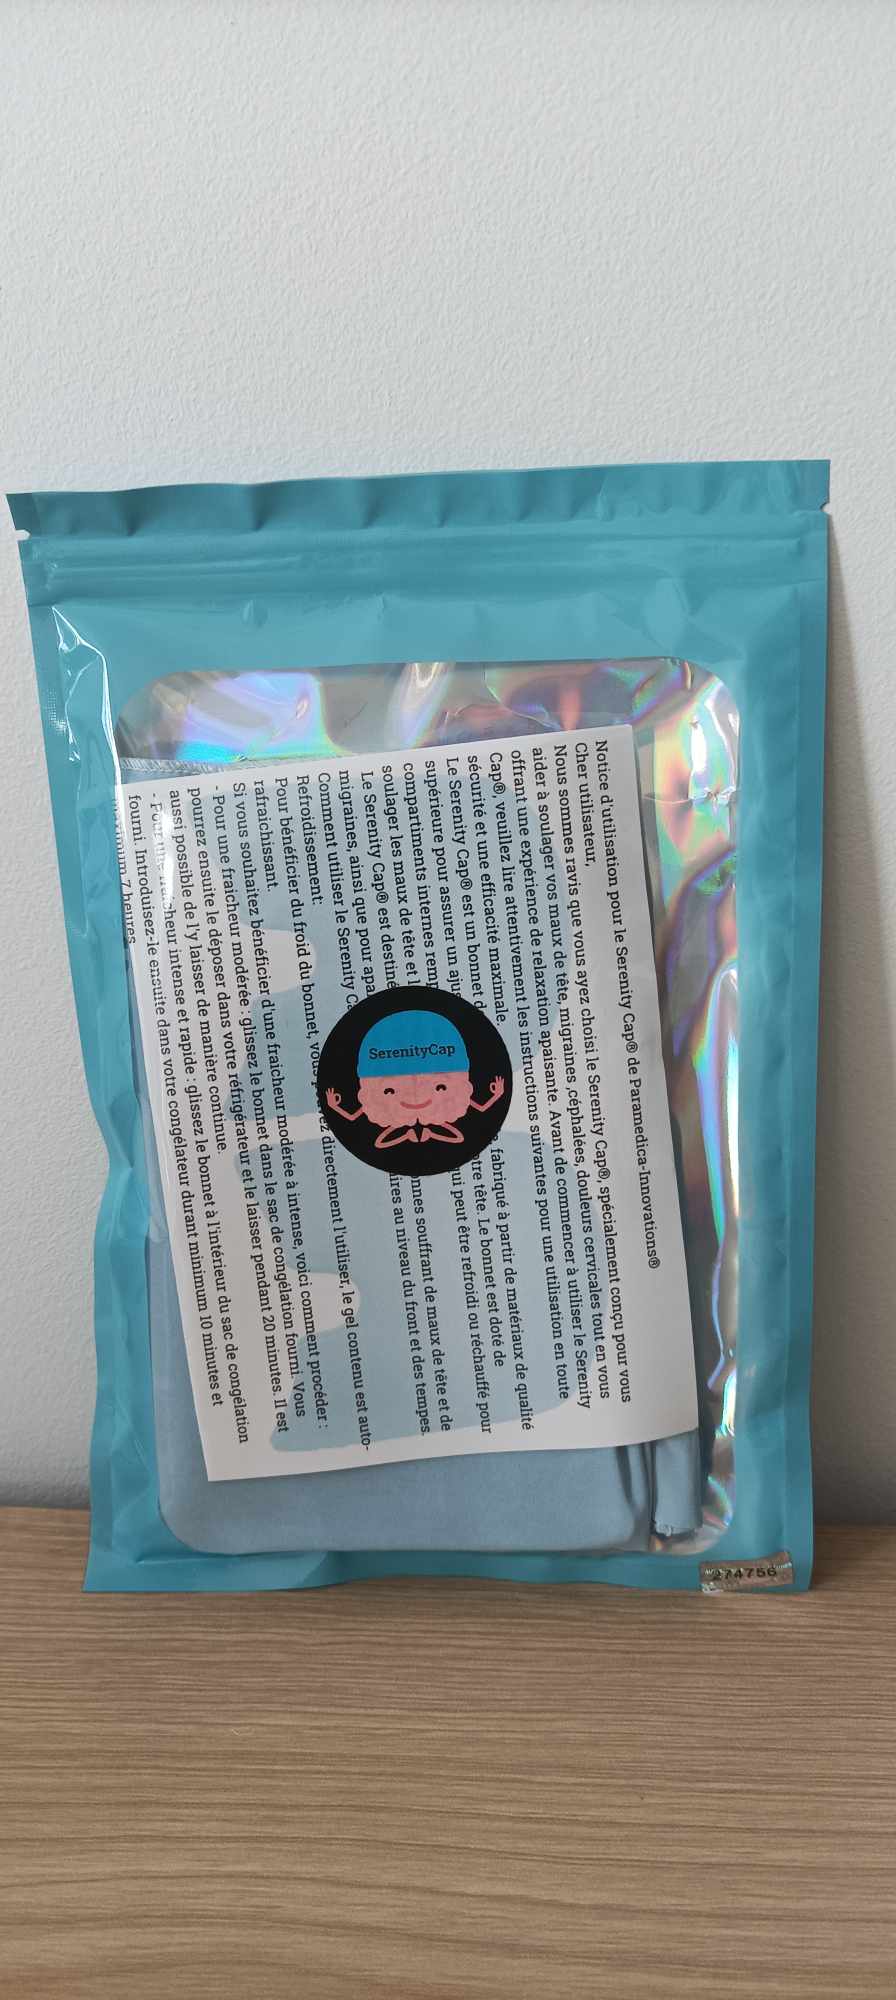 Notice d'utilisation pour le Serenity Cap® de Paramedica-Innovations®
Cher utilisateur,
Nous sommes ravis que vous ayez choisi le Serenity Cap®, spécialement conçu pour vous
aider à soulager vos maux de tête, migraines ,céphalées, douleurs cervicales tout en vous
offrant une expérience de relaxation apaisante. Avant de commencer à utiliser le Serenity
Cap®, veuillez lire attentivement les instructions suivantes pour une utilisation en toute
sécurité et une efficacité maximale.
Le Serenity Cap® est un bonnet fabriqué à partir de matériaux de qualité
supérieure pour assurer un tête. Le bonnet est doté de
compartiments internes qui peut être refroidi ou réchauffé pour
soulager les maux de tête et
Le Serenity Cap® est destiné souffrant de maux de tête et de
migraines, ainsi que pour au niveau du front et des tempes.
Comment utiliser le Serenity
Refroidissement:
Pour bénéficier du froid du bonnet, vous directement l'utiliser, le gel contenu est auto-
rafraichissant.
Si vous souhaitez bénéficier d'une fraicheur modérée à intense, voici comment procéder :
- Pour une fraicheur modérée : glissez le bonnet dans le sac de congélation fourni. Vous
pourrez ensuite le déposer dans votre réfrigérateur et le laisser pendant 20 minutes. Il est
aussi possible de l'y laisser de manière continue.
- Pour une fraicheur intense et rapide : glissez le bonnet à l'intérieur du sac de congélation
fourni. Introduisez-le ensuite dans votre congélateur durant minimum 10 minutes et
maximum 7 heures.
SerenityCap
274756